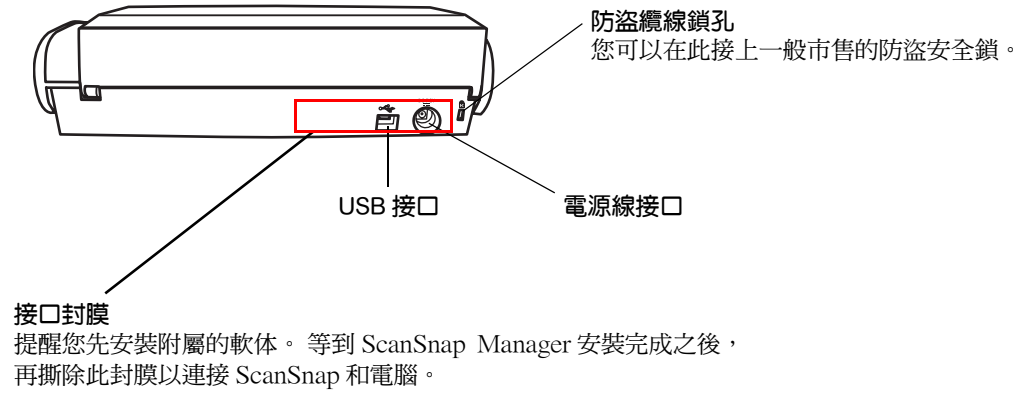 防盜纜線鎖孔
您可以在此接上一般市售的防盜安全鎖。
USB 接口
電源線接口
接口封膜
提醒您先安裝附屬的軟体。 等到 ScanSnap Manager 安裝完成之後，
再撕除此封膜以連接 ScanSnap 和電腦。